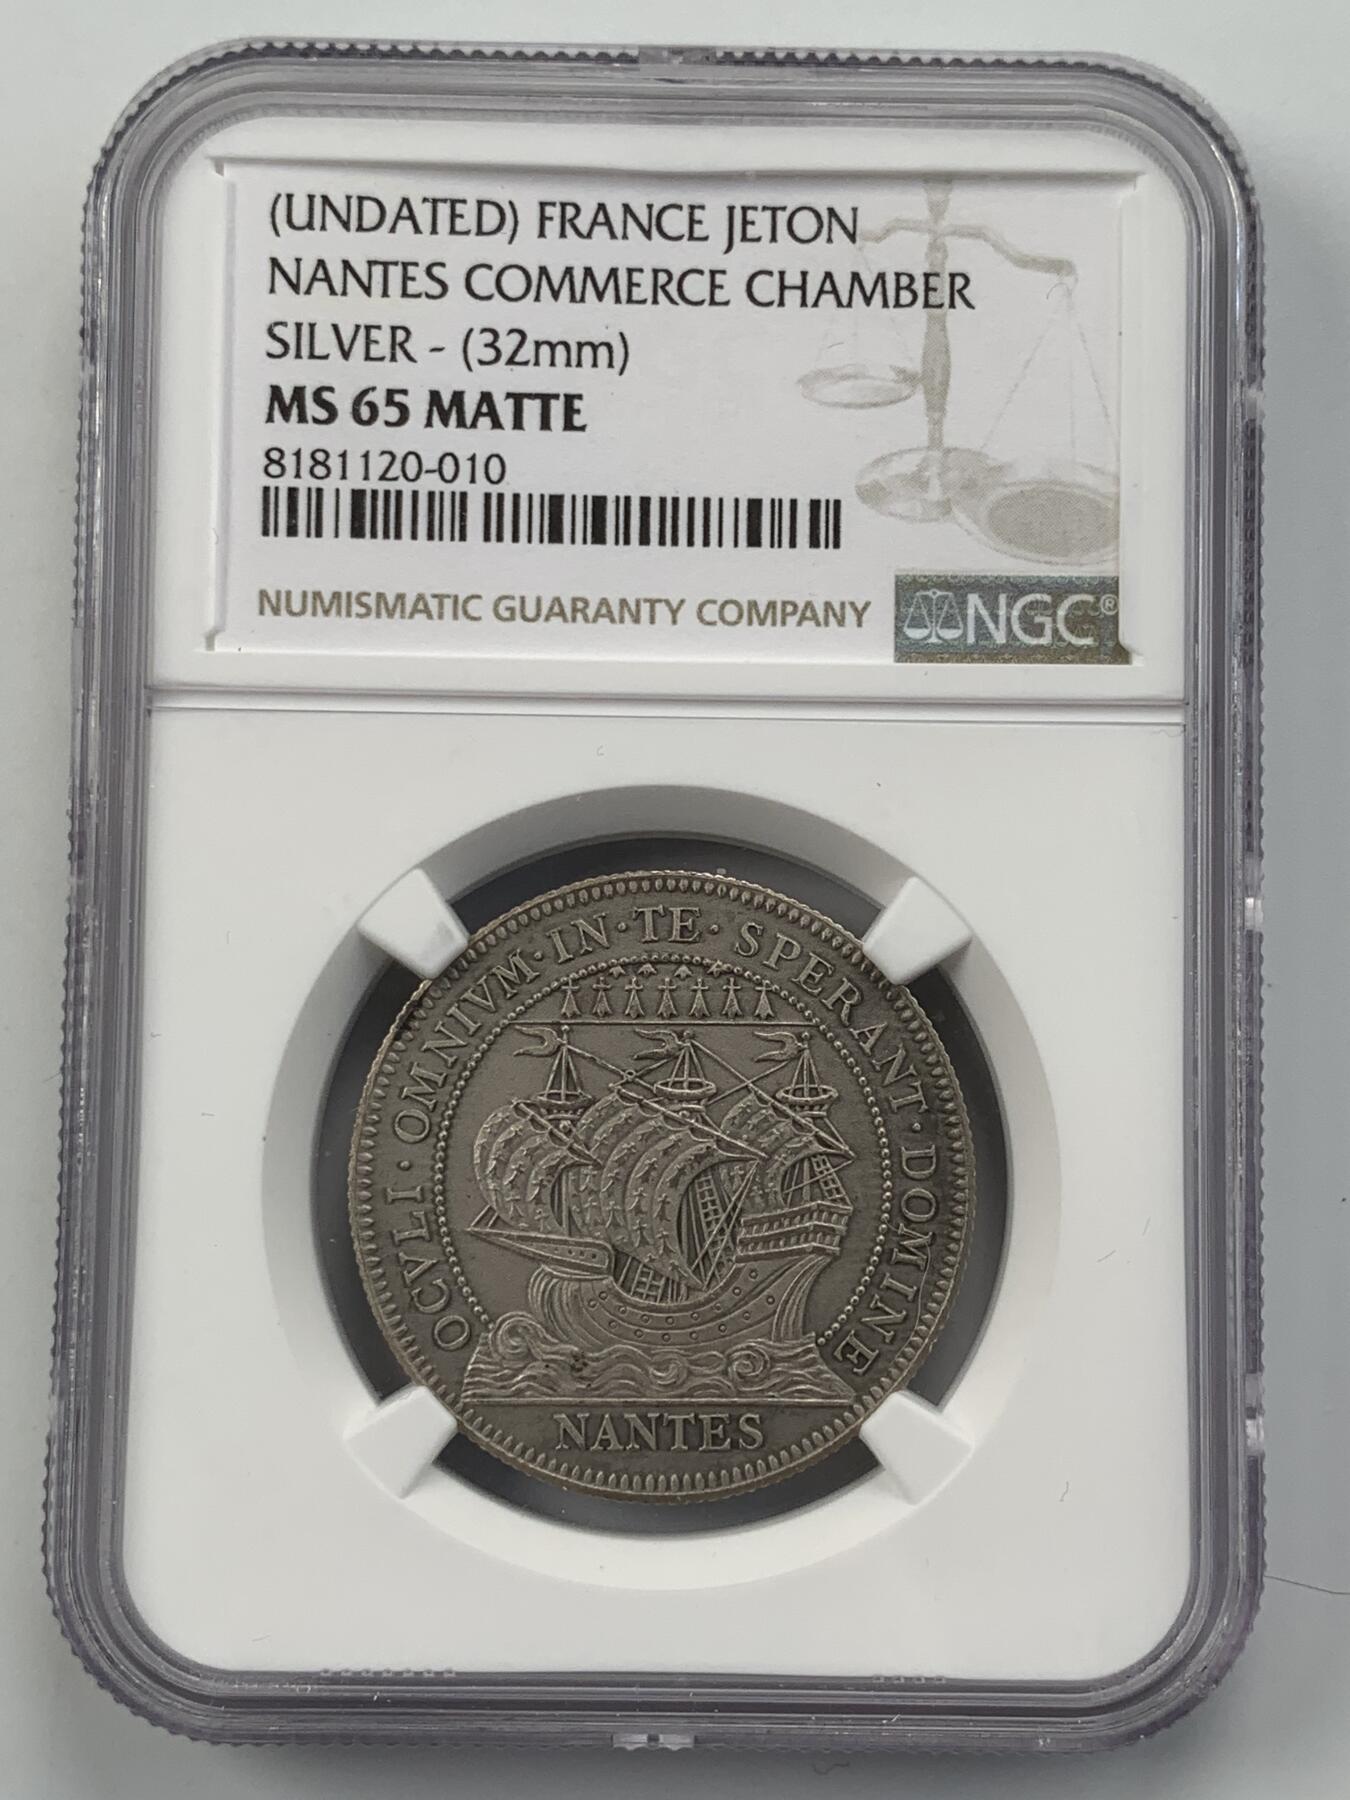 (UNDATED) FRANCE JETON
NANTES COMMERCE CHAMBER
SILVER - (32mm)
MS 65 MATTE
8181120-010
NUMISMATIC GUARANTY COMPANY
NGC®
OCVLI·OMNIVM·IN·TE·SPERANT·DOMINE
NANTES